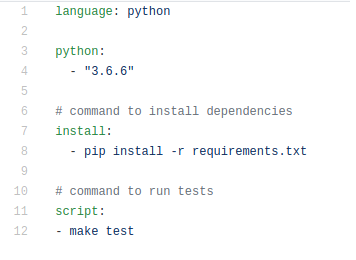 1 language: python
2
3 python:
4   - "3.6.6"
5
6 # command to install dependencies
7 install:
8   - pip install -r requirements.txt
9
10 # command to run tests
11 script:
12 - make test